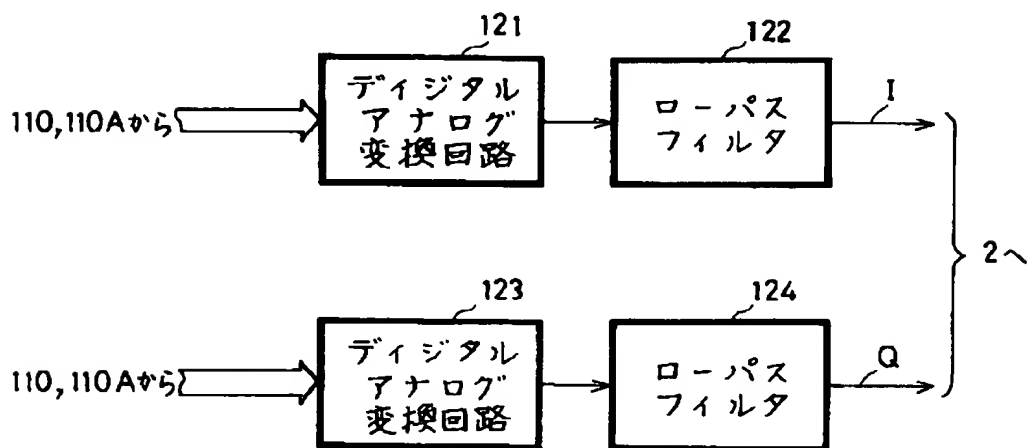 121
122
110,110Aから
ディジタル
アナログ
変換回路
ローパス
フィルタ
I
2へ
123
124
110,110Aから
ディジタル
アナログ
変換回路
ローパス
フィルタ
Q